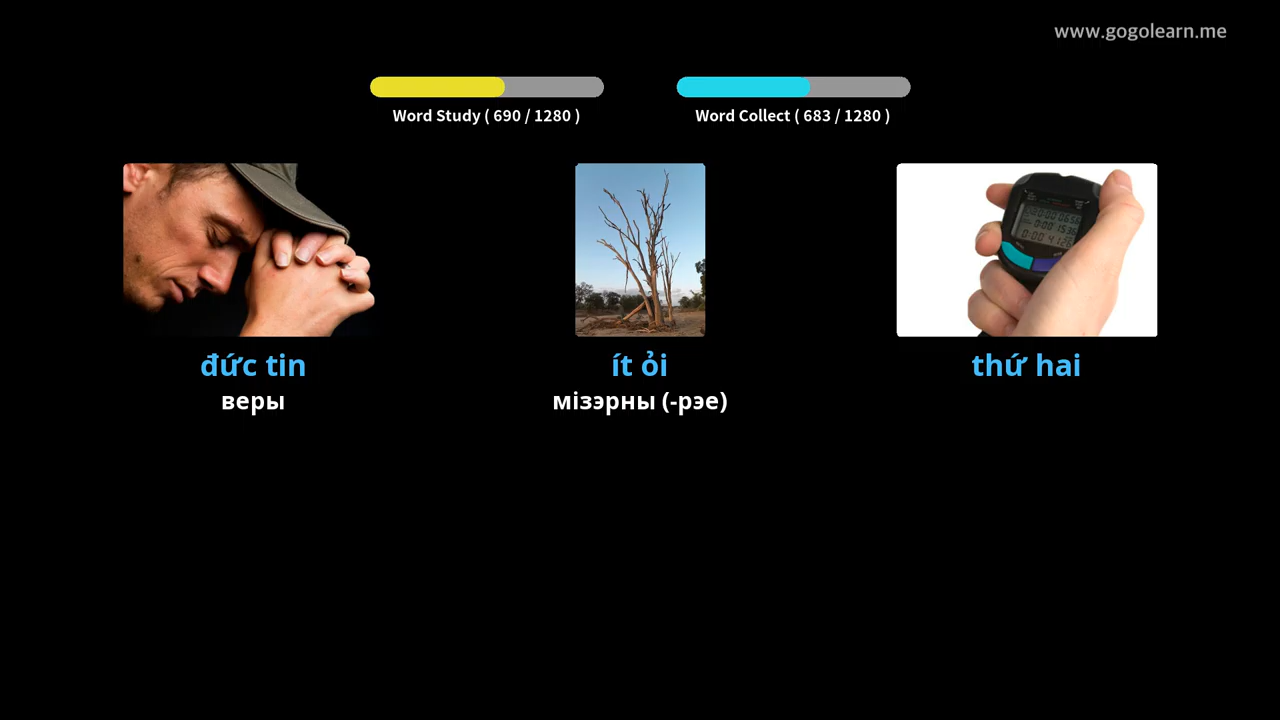 www.gogolearn.me
Word Study ( 690 / 1280 )
Word Collect ( 683 / 1280 )
đức tin
ít ỏi
thứ hai
веры
мізэрны (-рэе)